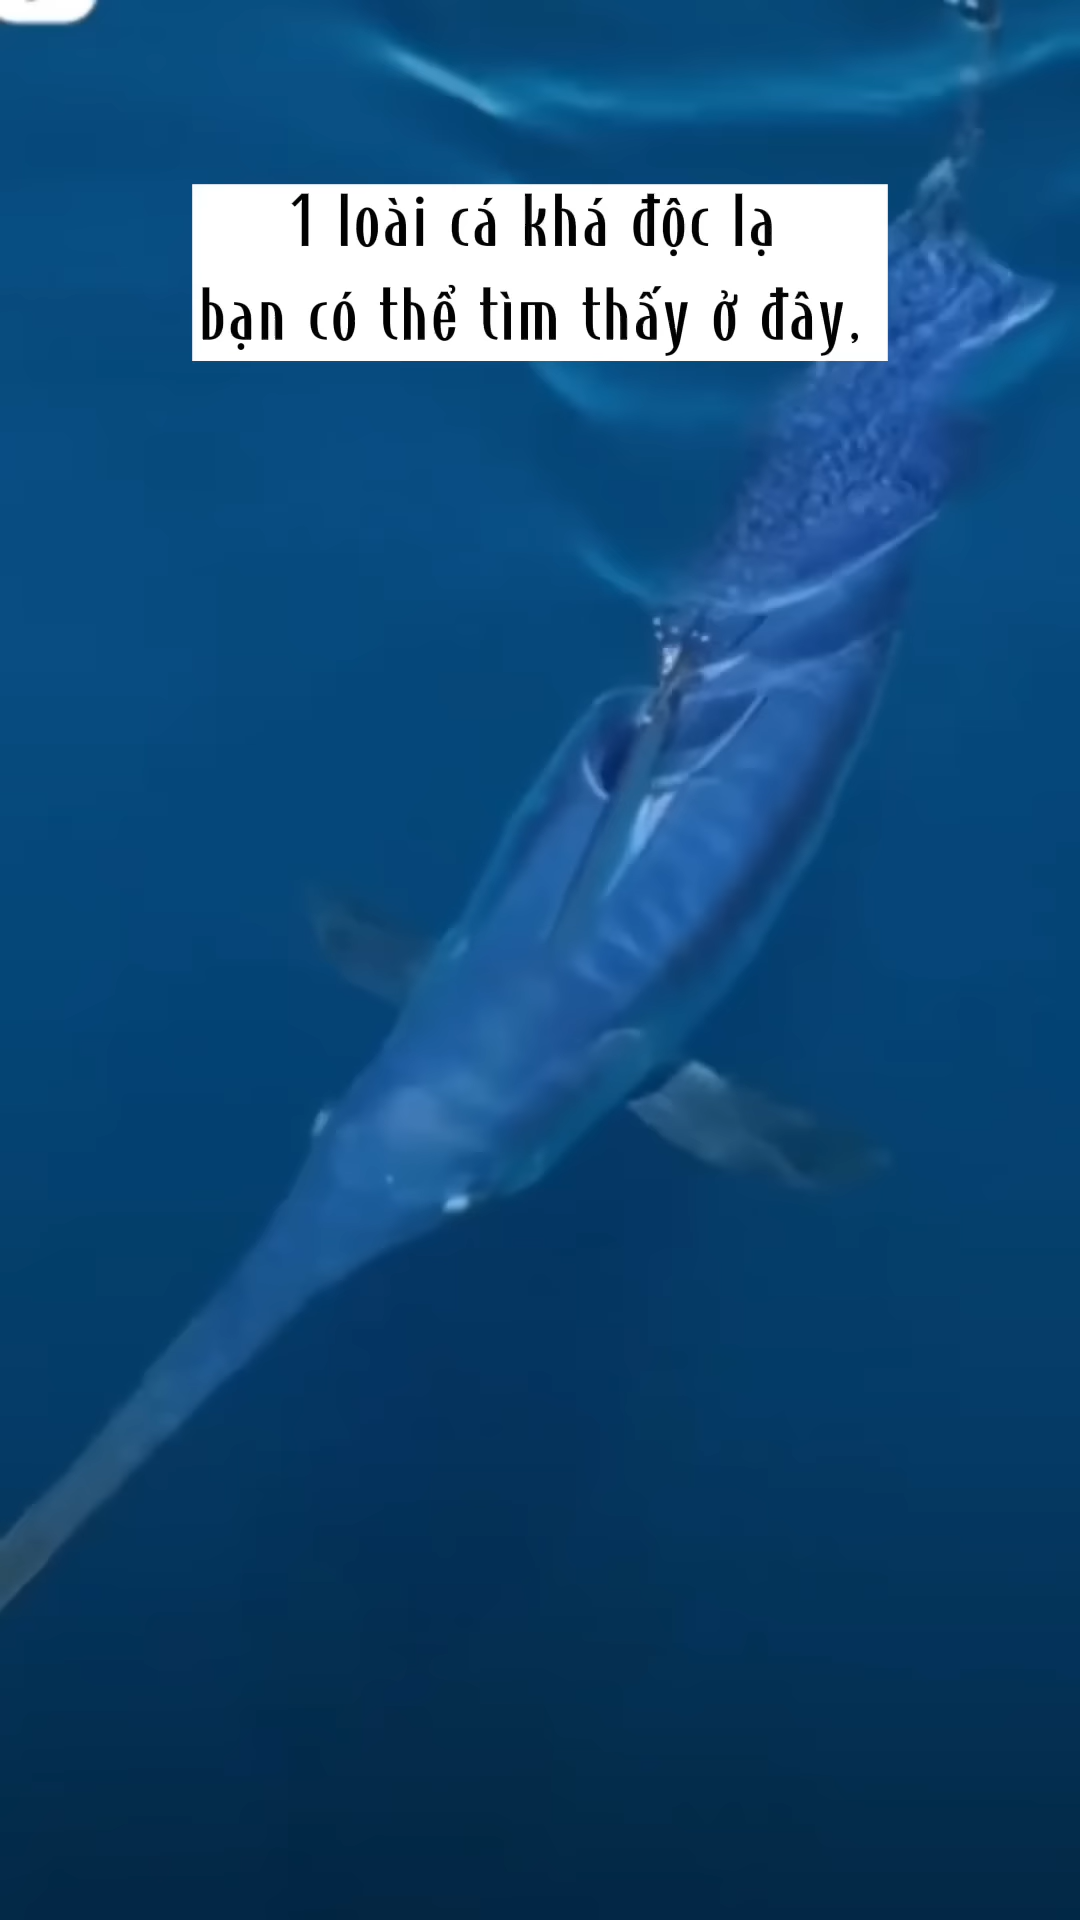 1 loài cá khá độc lạ
bạn có thể tìm thấy ở đây,